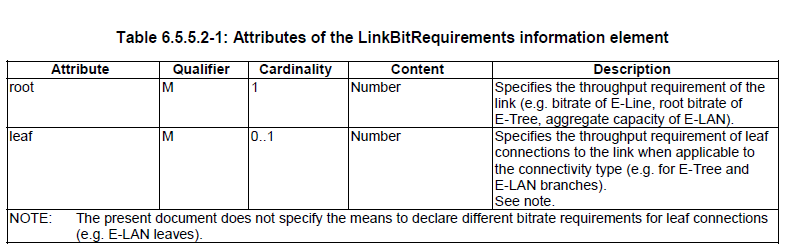 Table 6.5.5.2-1: Attributes of the LinkBitRequirements information element
Attribute Qualifier Cardinality Content Description
root M 1 Number Specifies the throughput requirement of the
link (e.g. bitrate of E-Line, root bitrate of
E-Tree, aggregate capacity of E-LAN).
leaf M 0..1 Number Specifies the throughput requirement of leaf
connections to the link when applicable to
the connectivity type (e.g. for E-Tree and
E-LAN branches).
See note.
NOTE: The present document does not specify the means to declare different bitrate requirements for leaf connections
(e.g. E-LAN leaves).